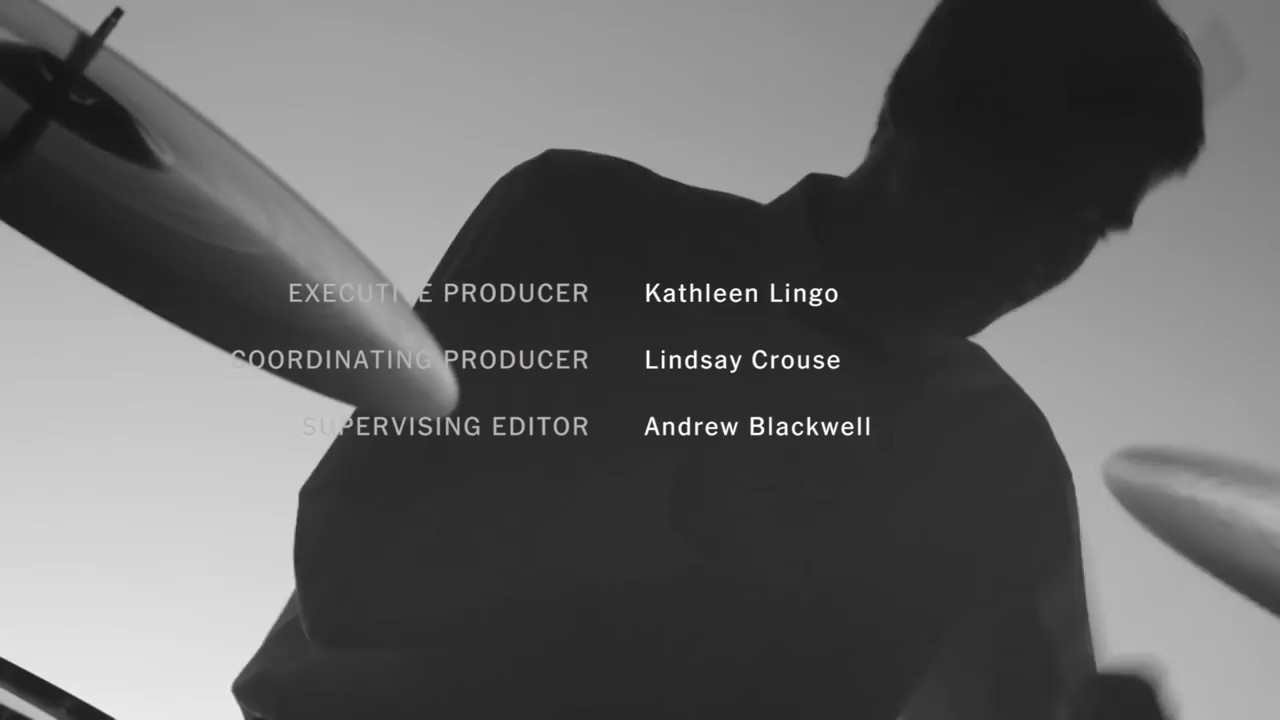 EXECUTIVE PRODUCER Kathleen Lingo
COORDINATING PRODUCER Lindsay Crouse
SUPERVISING EDITOR Andrew Blackwell